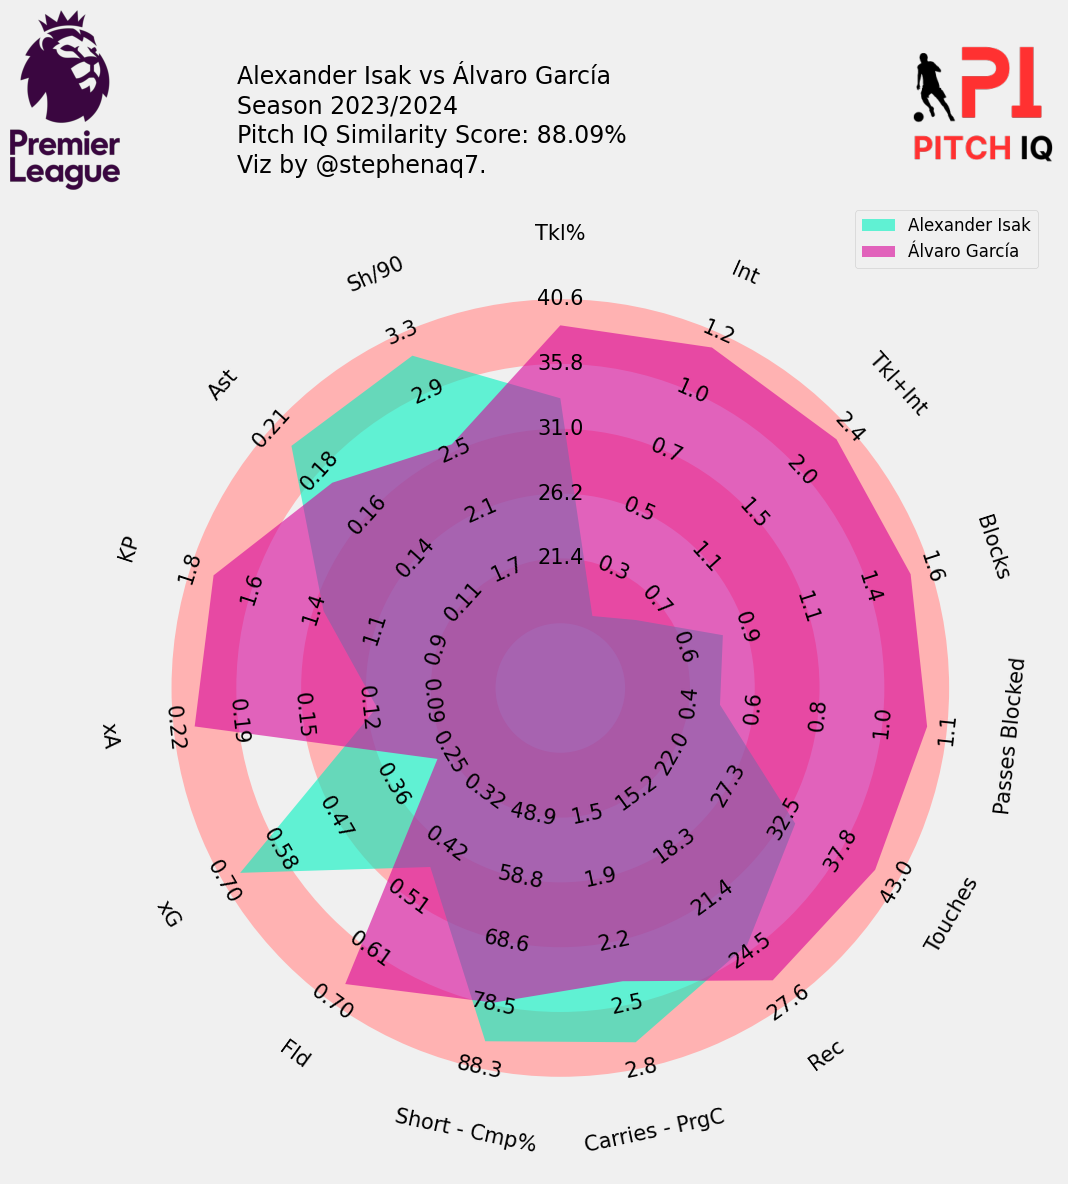 Premier
League
Alexander Isak vs Álvaro García
Season 2023/2024
Pitch IQ Similarity Score: 88.09%
Viz by @stephenaq7.
PI
PITCH IQ
Alexander Isak
Álvaro García
Tkl%
21.4 26.2 31.0 35.8 40.6
Int
0.3 0.5 0.7 1.0 1.2
Tkl+Int
0.7 1.1 1.5 2.0 2.4
Blocks
0.6 0.9 1.1 1.4 1.6
Passes Blocked
0.4 0.6 0.8 1.0 1.1
Touches
22.0 27.3 32.5 37.8 43.0
Rec
15.2 18.3 21.4 24.5 27.6
Carries - PrgC
1.5 1.9 2.2 2.5 2.8
Short - Cmp%
48.9 58.8 68.6 78.5 88.3
Fld
0.32 0.42 0.51 0.61 0.70
xG
0.25 0.36 0.47 0.58 0.70
xA
0.09 0.12 0.15 0.19 0.22
KP
0.9 1.1 1.4 1.6 1.8
Ast
0.11 0.14 0.16 0.18 0.21
Sh/90
1.7 2.1 2.5 2.9 3.3